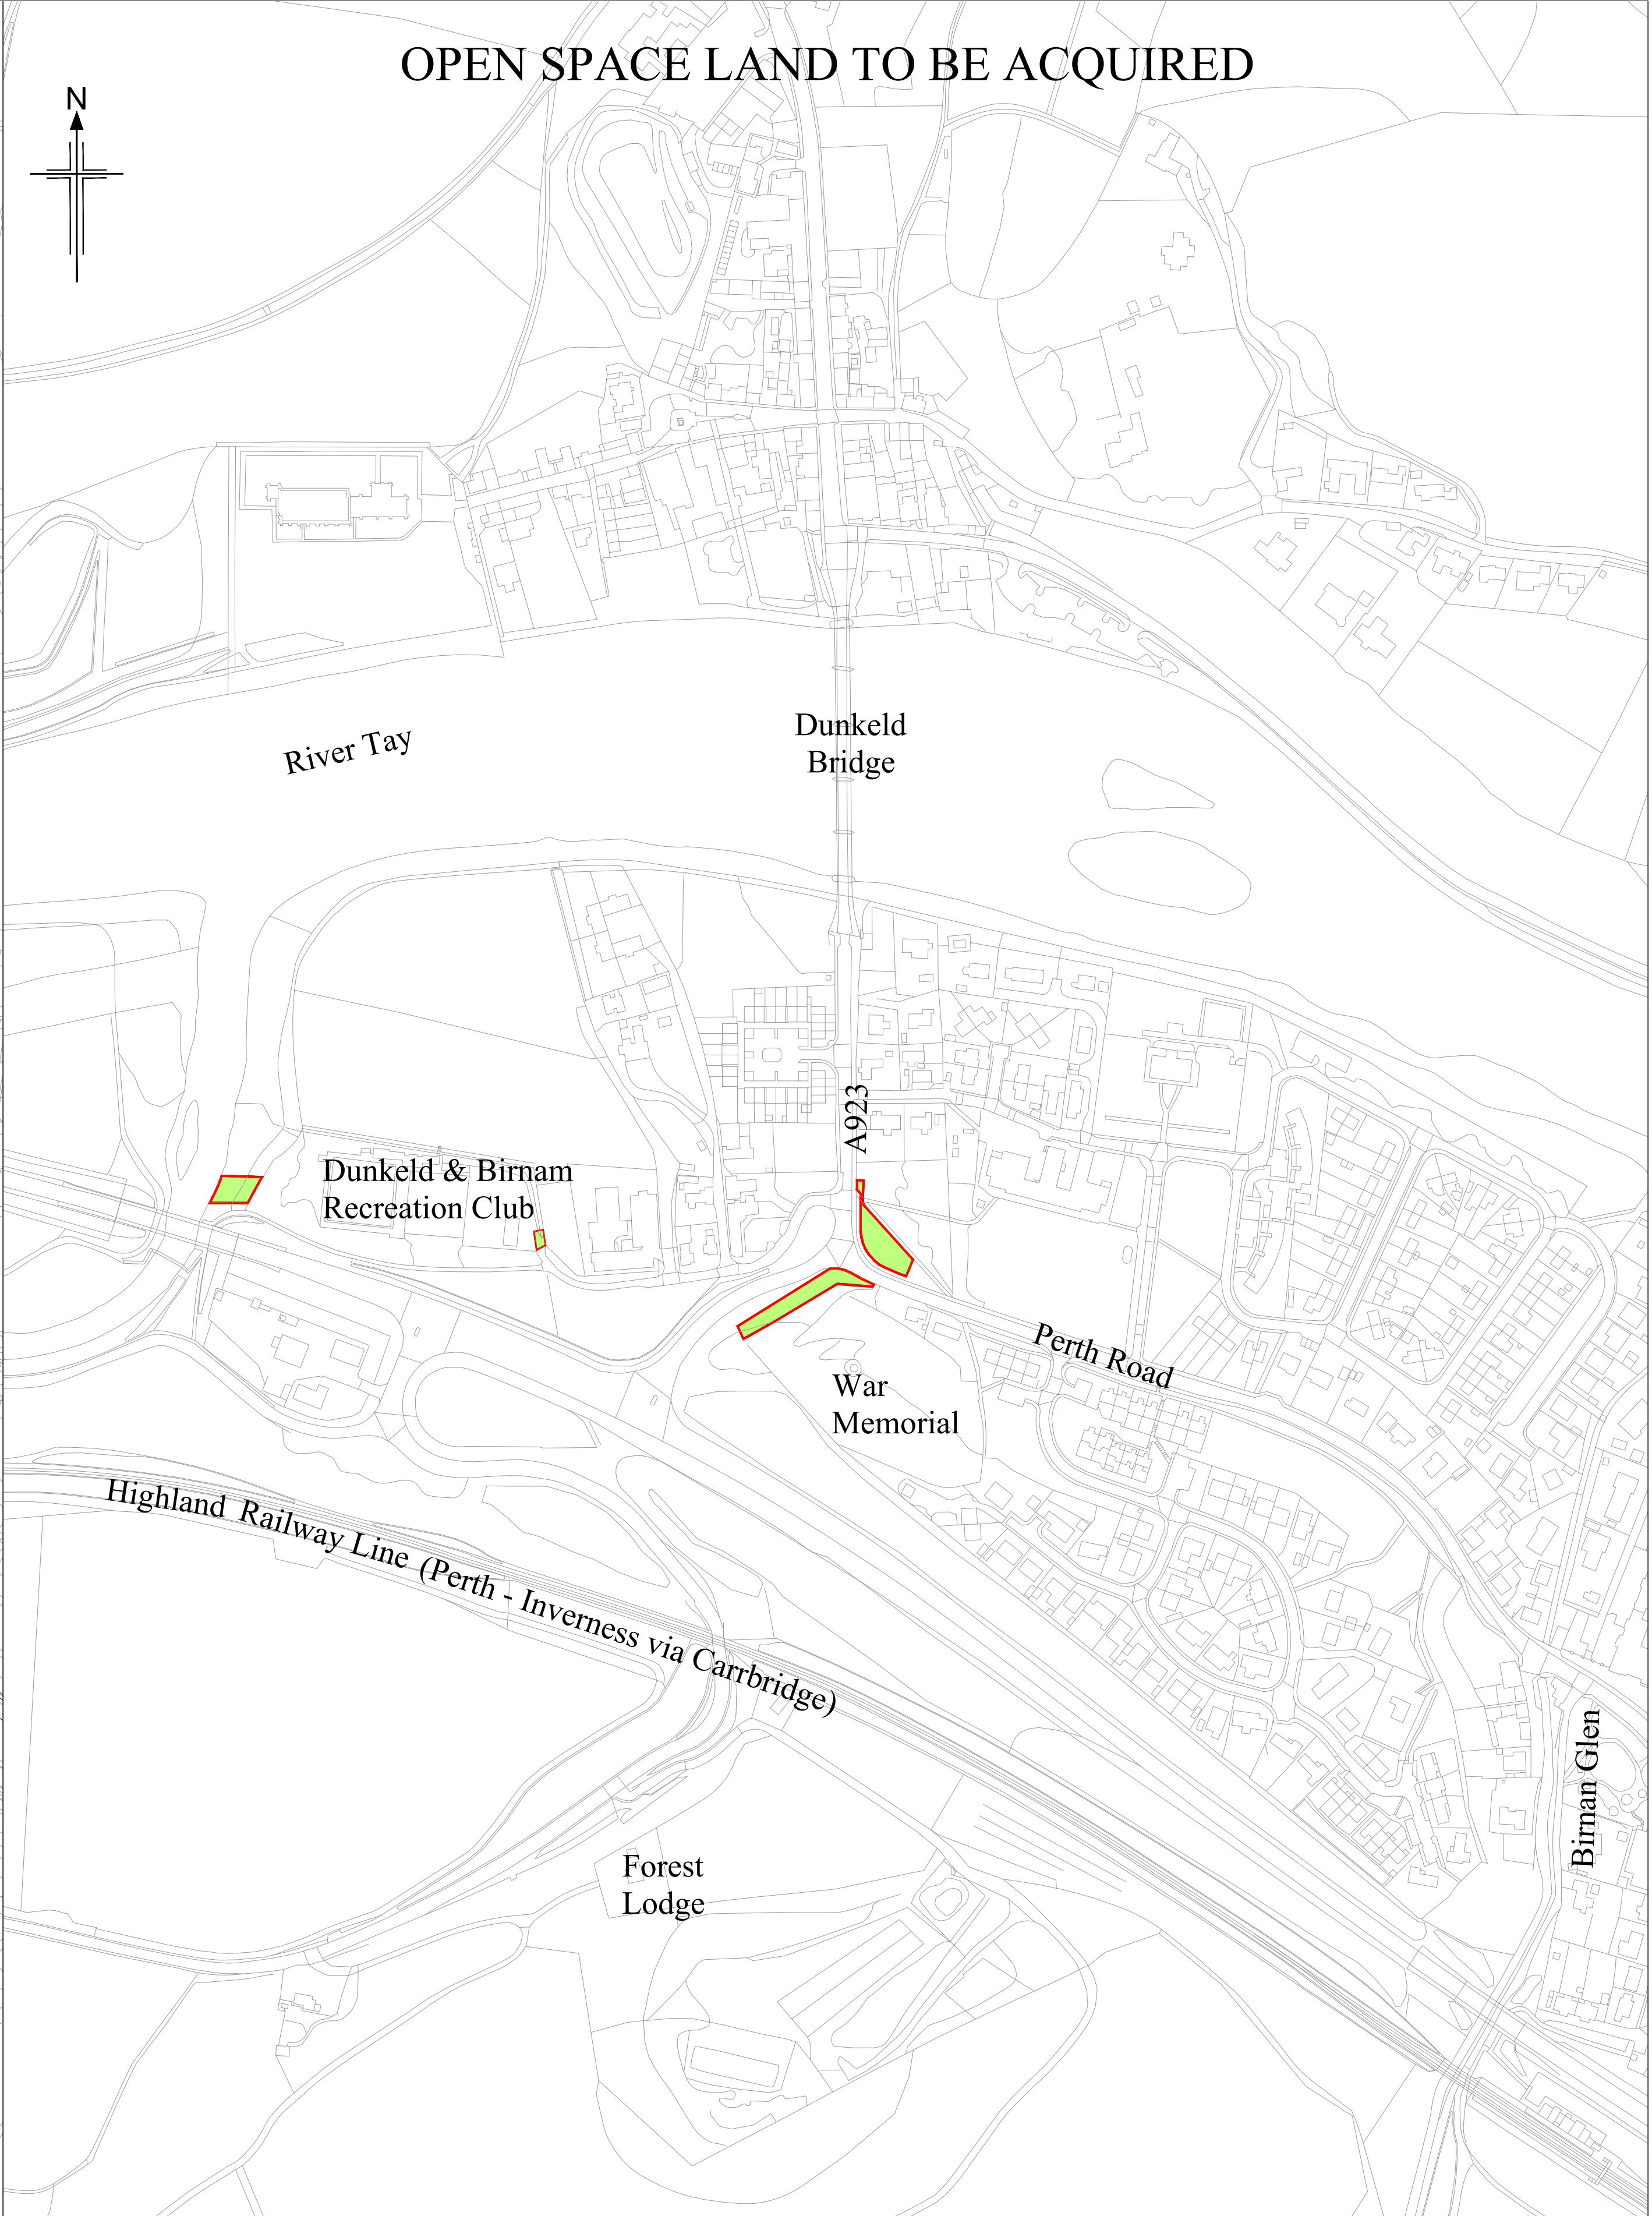 OPEN SPACE LAND TO BE ACQUIRED
N
River Tay
Dunkeld
Bridge
A923
Dunkeld & Birnam
Recreation Club
Perth Road
War
Memorial
Highland Railway Line (Perth - Inverness via Carrbridge)
Birnan Glen
Forest
Lodge